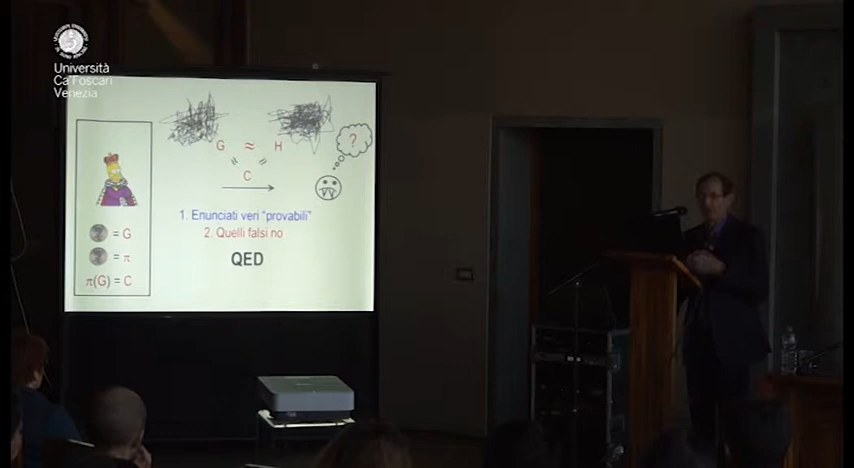 Università
Ca'Foscari
Venezia
G ≈ H
= =
C
?
1. Enunciati veri "provabili"
2. Quelli falsi no
QED
= G
= π
π(G) = C